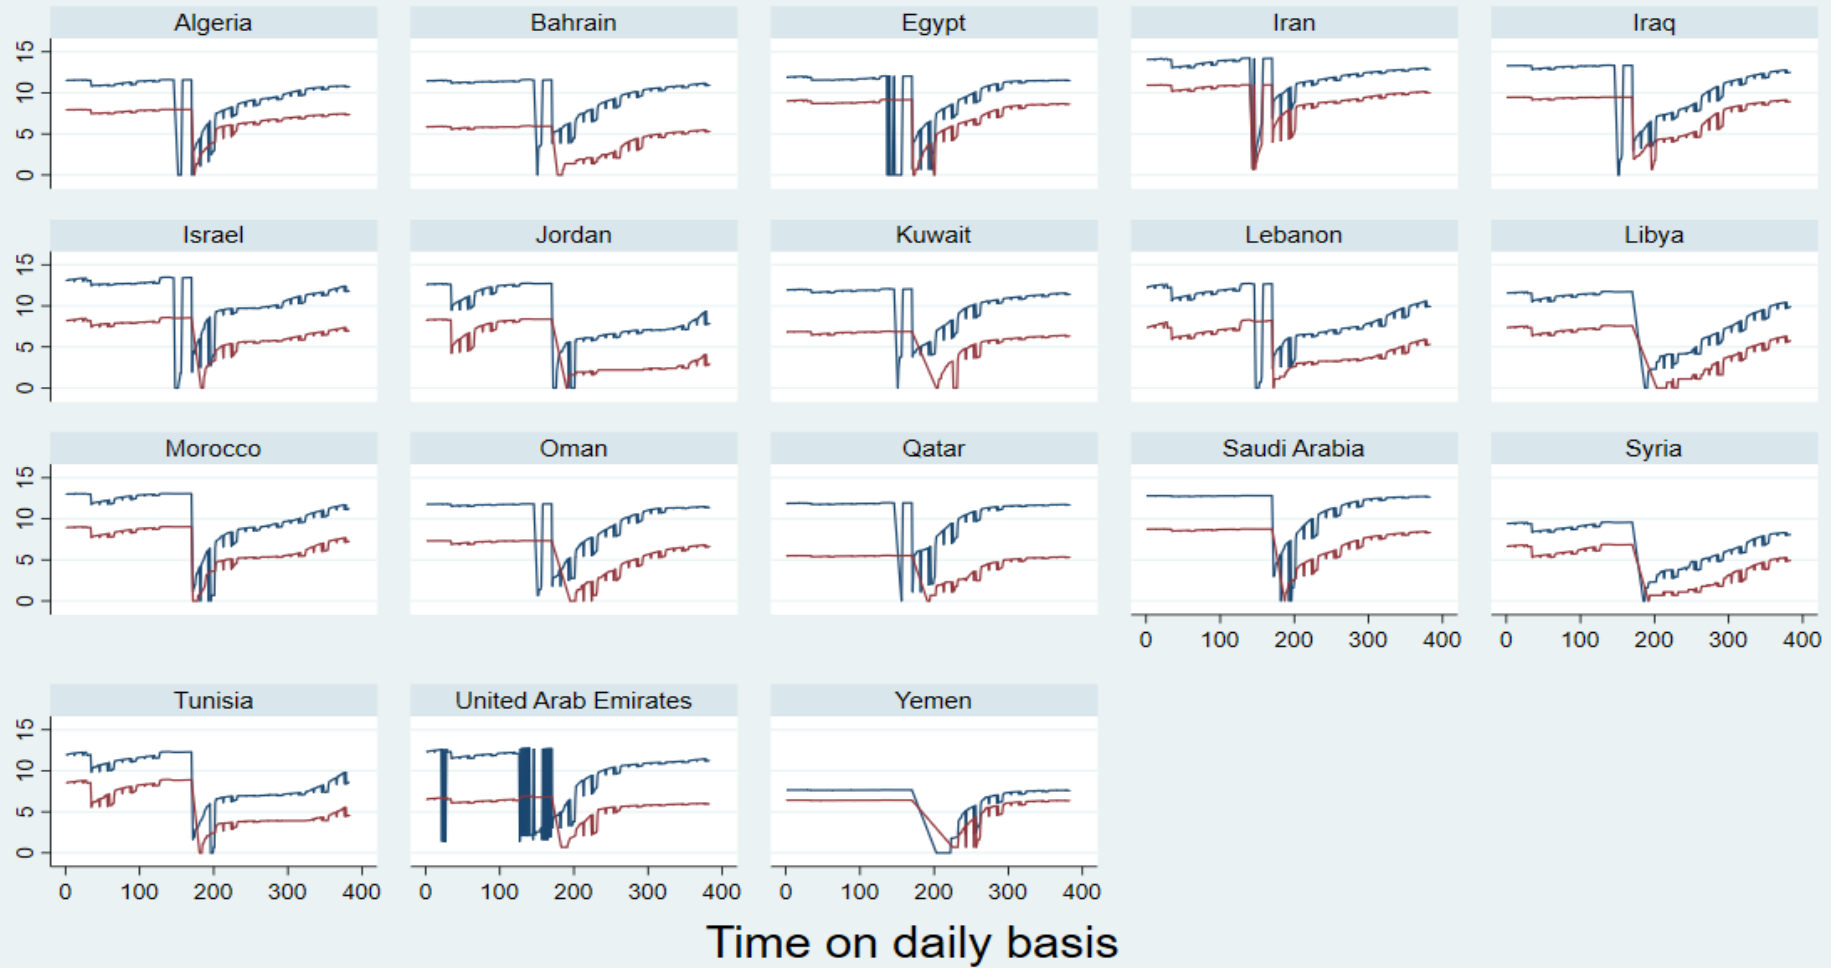 Algeria Bahrain Egypt Iran Iraq
0 5 10 15
Israel Jordan Kuwait Lebanon Libya
0 5 10 15
Morocco Oman Qatar Saudi Arabia Syria
0 5 10 15
0 100 200 300 400 0 100 200 300 400
Tunisia United Arab Emirates Yemen
0 5 10 15
0 100 200 300 400 0 100 200 300 400 0 100 200 300 400
Time on daily basis